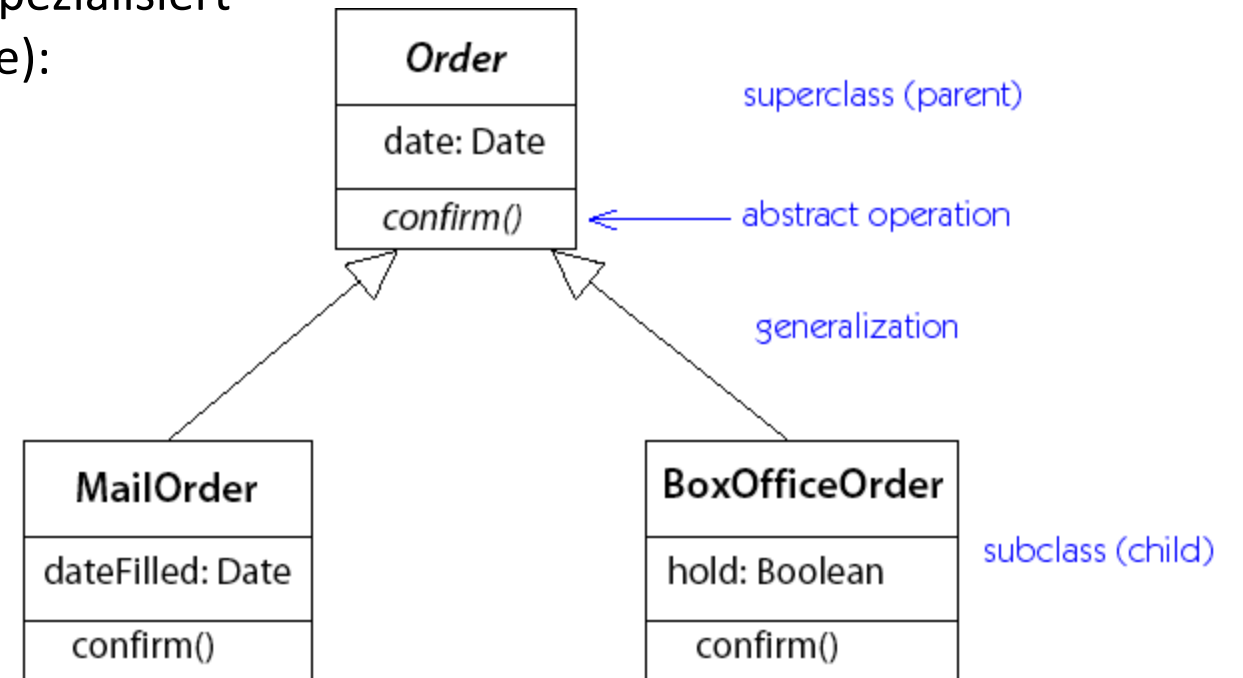 pezialisiert
e):
Order
date: Date
confirm()
superclass (parent)
abstract operation
generalization
MailOrder
dateFilled: Date
confirm()
BoxOfficeOrder
hold: Boolean
confirm()
subclass (child)